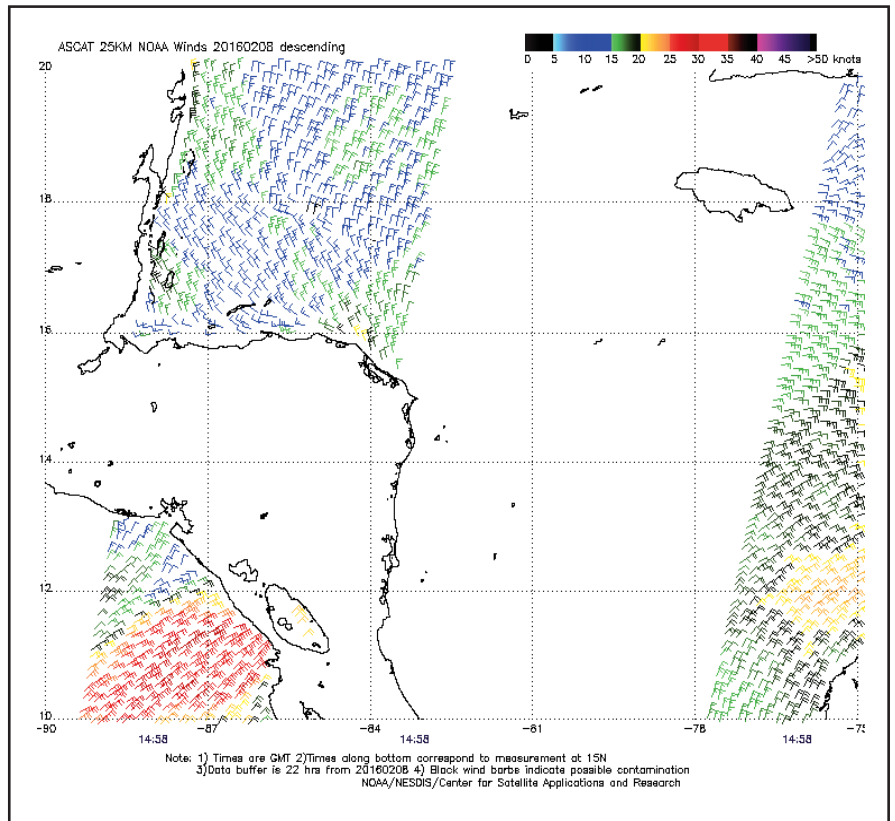 ASCAT 25KM NOAA Winds 20160208 descending
0 5 10 15 20 25 30 35 40 45 >50 knots
20
18
16
14
12
10
-90 -87 -84 -81 -78 -75
14:58 14:58 14:58
Note: 1) Times are GMT 2)Times along bottom correspond to measurement at 15N
3)Data buffer is 22 hrs from 20160208 4) Black wind barbs indicate possible contamination
NOAA/NESDIS/Center for Satellite Applications and Research